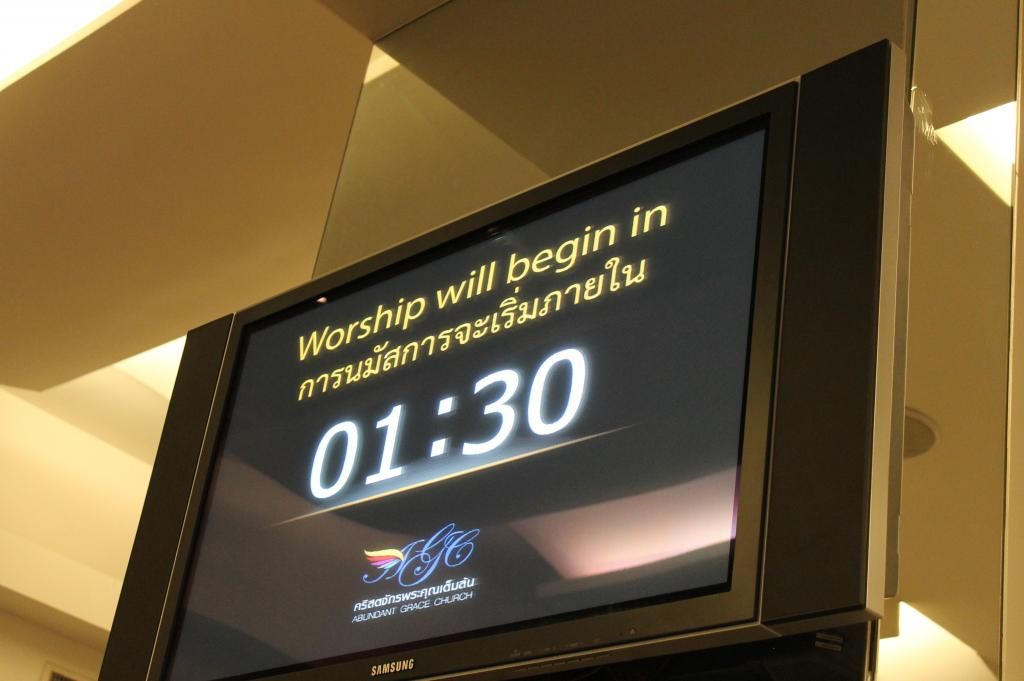 Worship will begin in
การนมัสการจะเริ่มภายใน
01:30
AGC
คริสตจักรพระคุณเต็มล้น
ABUNDANT GRACE CHURCH
SAMSUNG